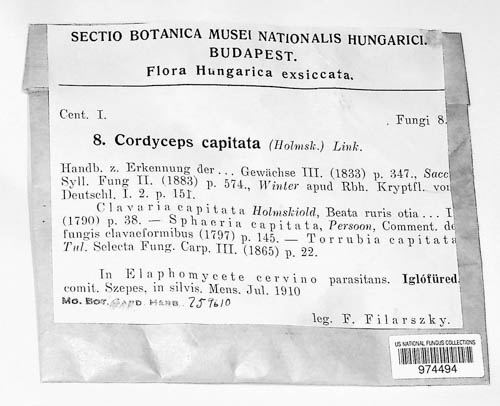 SECTIO BOTANICA MUSEI NATIONALIS HUNGARICI.
BUDAPEST.
Flora Hungarica exsiccata.
Cent. I.
Fungi 8.
8. Cordyceps capitata (Holmsk.) Link.
Handb. z. Erkennung der ... Gewächse III. (1833) p. 347., Sacc
Syll. Fung II. (1883) p. 574., Winter apud Rbh. Kryptfl. von
Deutschl. I. 2. p. 151.
Clavaria capitata Holmskiold, Beata ruris otia ... I
(1790) p. 38. — Sphaeria capitata, Persoon, Comment. de
fungis clavaeformibus (1797) p. 145. — Torrubia capitata
Tul. Selecta Fung. Carp. III. (1865) p. 22.
In Elaphomycete cervino parasitans. Iglófüred,
comit. Szepes, in silvis. Mens. Jul. 1910
MO. BOT. GARD. HERB. 259610
leg. F. Filarszky.
US NATIONAL FUNGUS COLLECTIONS
974494